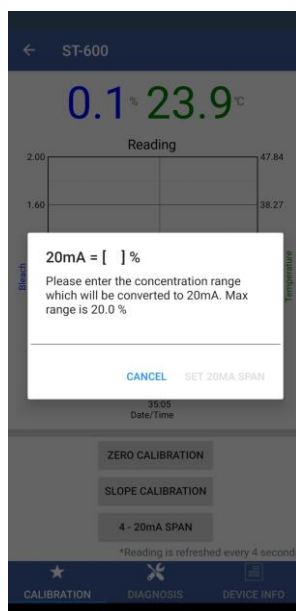 ← ST-600
0.1 % 23.9 °C
Reading
2.00 47.84
1.60 38.27
Bleach
Temperature
20mA = [ ] %
Please enter the concentration range
which will be converted to 20mA. Max
range is 20.0 %
CANCEL SET 20MA SPAN
35:05
Date/Time
ZERO CALIBRATION
SLOPE CALIBRATION
4 - 20mA SPAN
*Reading is refreshed every 4 second
CALIBRATION DIAGNOSIS DEVICE INFO